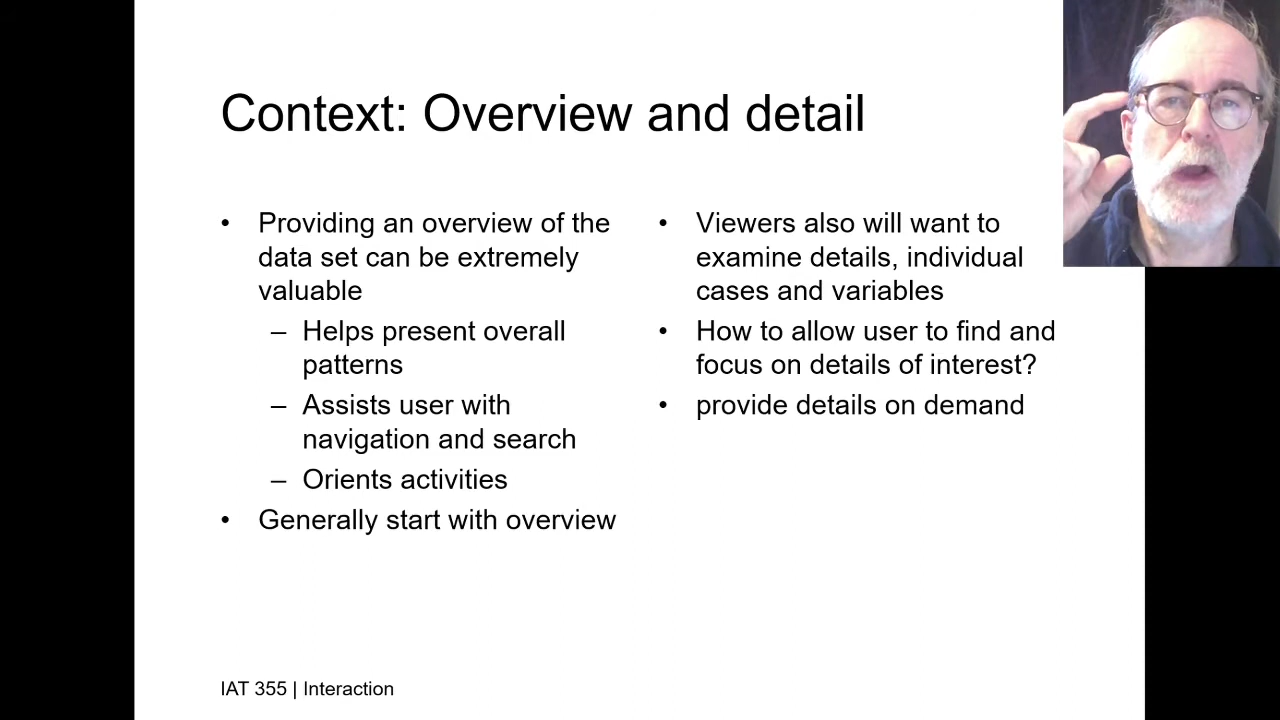 Context: Overview and detail
• Providing an overview of the
data set can be extremely
valuable
– Helps present overall
patterns
– Assists user with
navigation and search
– Orients activities
• Generally start with overview
• Viewers also will want to
examine details, individual
cases and variables
• How to allow user to find and
focus on details of interest?
• provide details on demand
IAT 355 | Interaction